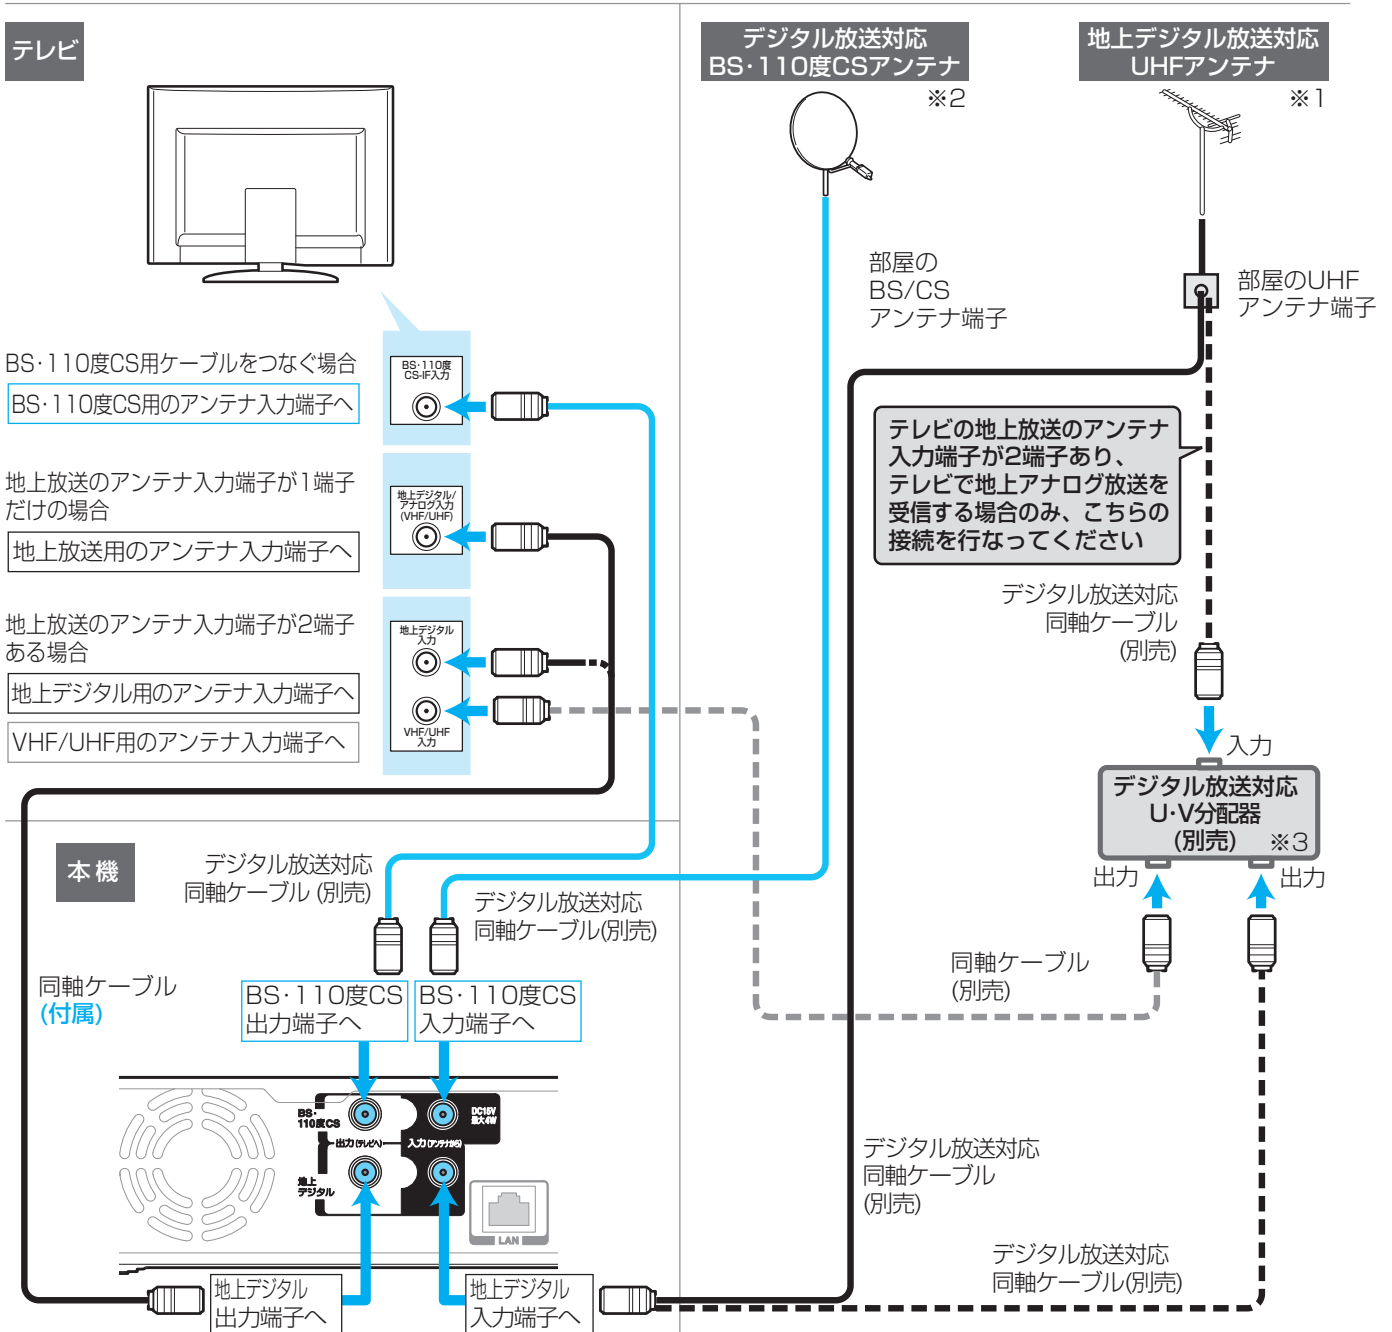 テレビ
デジタル放送対応
BS・110度CSアンテナ
※2
地上デジタル放送対応
UHFアンテナ
※1
部屋の
BS/CS
アンテナ端子
部屋のUHF
アンテナ端子
BS・110度CS用ケーブルをつなぐ場合
BS・110度CS用のアンテナ入力端子へ
BS・110度
CS-IF入力
地上放送のアンテナ入力端子が1端子
だけの場合
地上放送用のアンテナ入力端子へ
地上デジタル/
アナログ入力
(VHF/UHF)
地上放送のアンテナ入力端子が2端子
ある場合
地上デジタル用のアンテナ入力端子へ
VHF/UHF用のアンテナ入力端子へ
地上デジタル
入力
VHF/UHF
入力
テレビの地上放送のアンテナ
入力端子が2端子あり、
テレビで地上アナログ放送を
受信する場合のみ、こちらの
接続を行なってください
デジタル放送対応
同軸ケーブル
(別売)
入力
デジタル放送対応
U・V分配器
(別売) ※3
出力
出力
本機
デジタル放送対応
同軸ケーブル (別売)
デジタル放送対応
同軸ケーブル(別売)
同軸ケーブル
(別売)
同軸ケーブル
(付属)
BS・110度CS
出力端子へ
BS・110度CS
入力端子へ
BS・
110度CS
DC15V
最大4W
出力(テレビへ)
入力(アンテナから)
地上
デジタル
LAN
デジタル放送対応
同軸ケーブル
(別売)
デジタル放送対応
同軸ケーブル(別売)
地上デジタル
出力端子へ
地上デジタル
入力端子へ